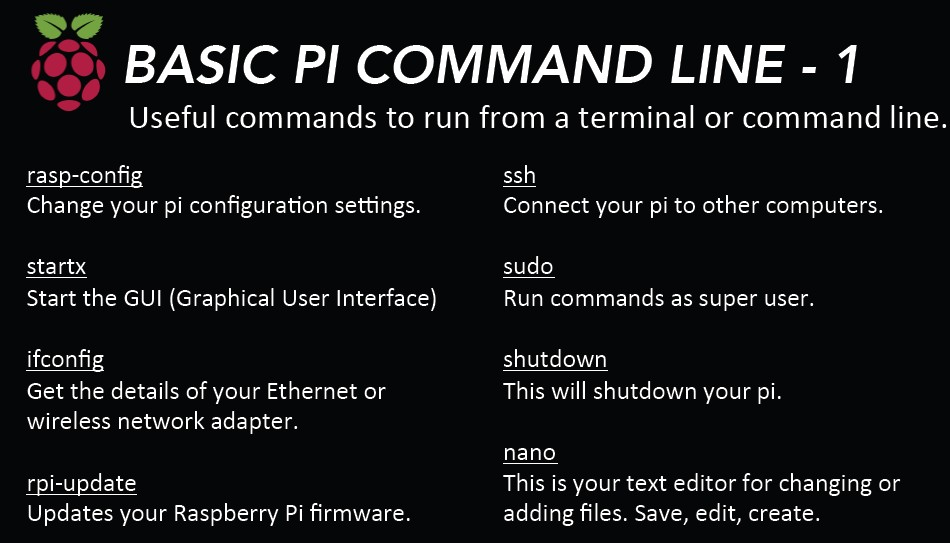 BASIC PI COMMAND LINE - 1
Useful commands to run from a terminal or command line.
rasp-config
Change your pi configuration settings.
startx
Start the GUI (Graphical User Interface)
ifconfig
Get the details of your Ethernet or
wireless network adapter.
rpi-update
Updates your Raspberry Pi firmware.
ssh
Connect your pi to other computers.
sudo
Run commands as super user.
shutdown
This will shutdown your pi.
nano
This is your text editor for changing or
adding files. Save, edit, create.